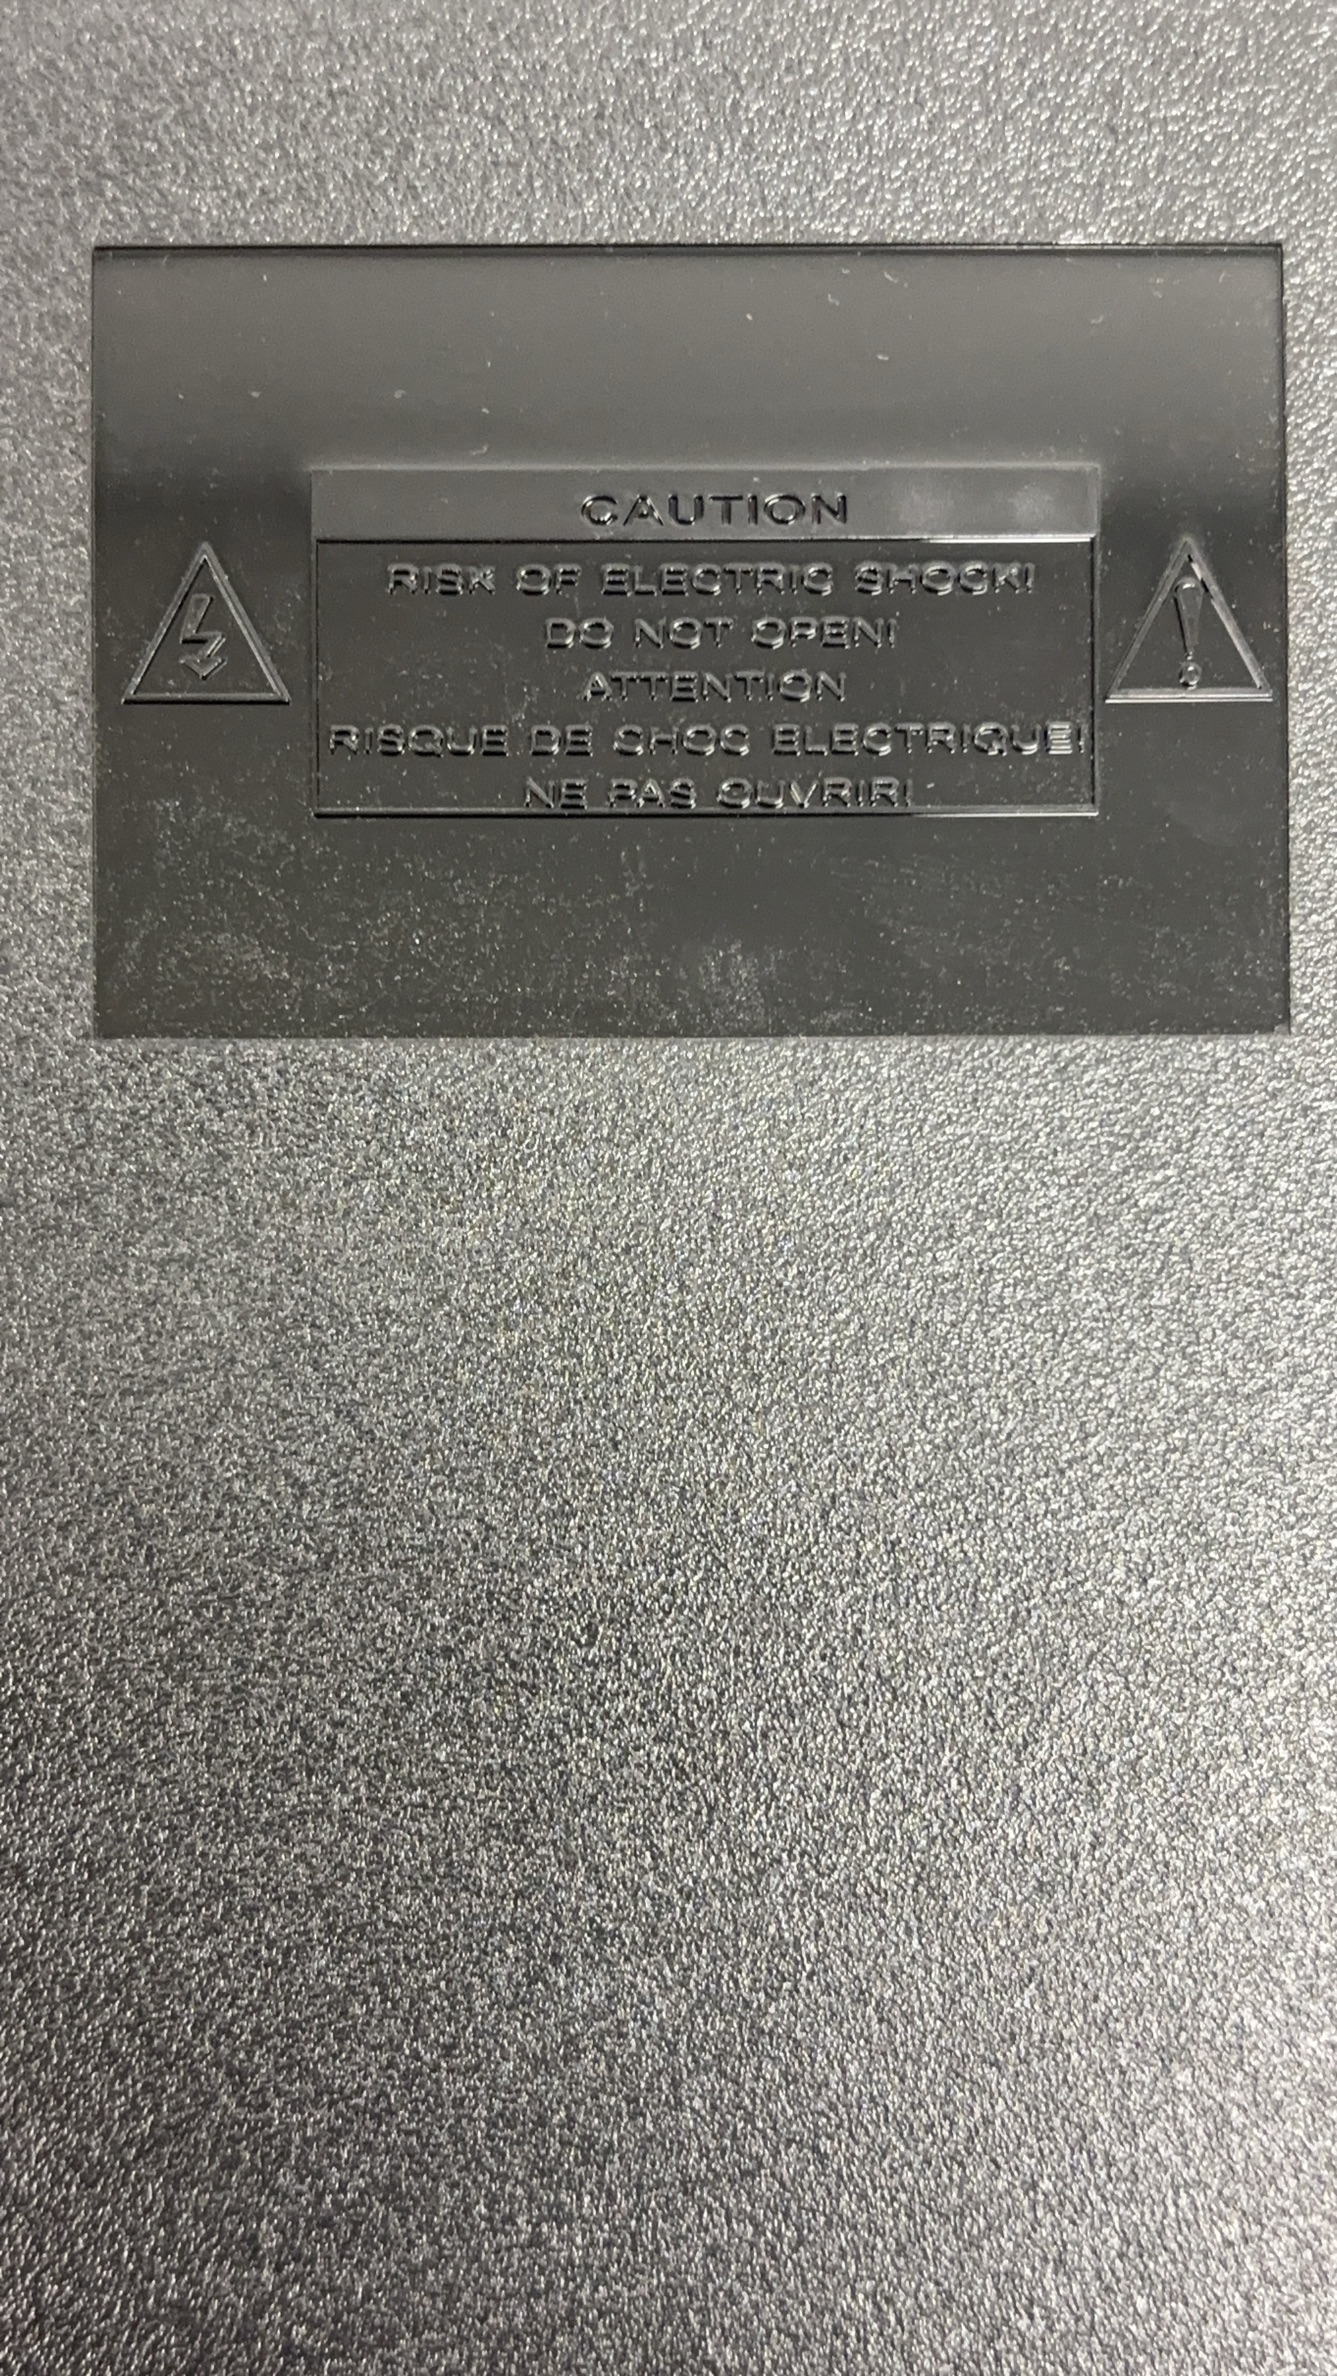 CAUTION
RISK OF ELECTRIC SHOCK!
DO NOT OPEN!
ATTENTION
RISQUE DE CHOC ELECTRIQUE!
NE PAS OUVRIR!